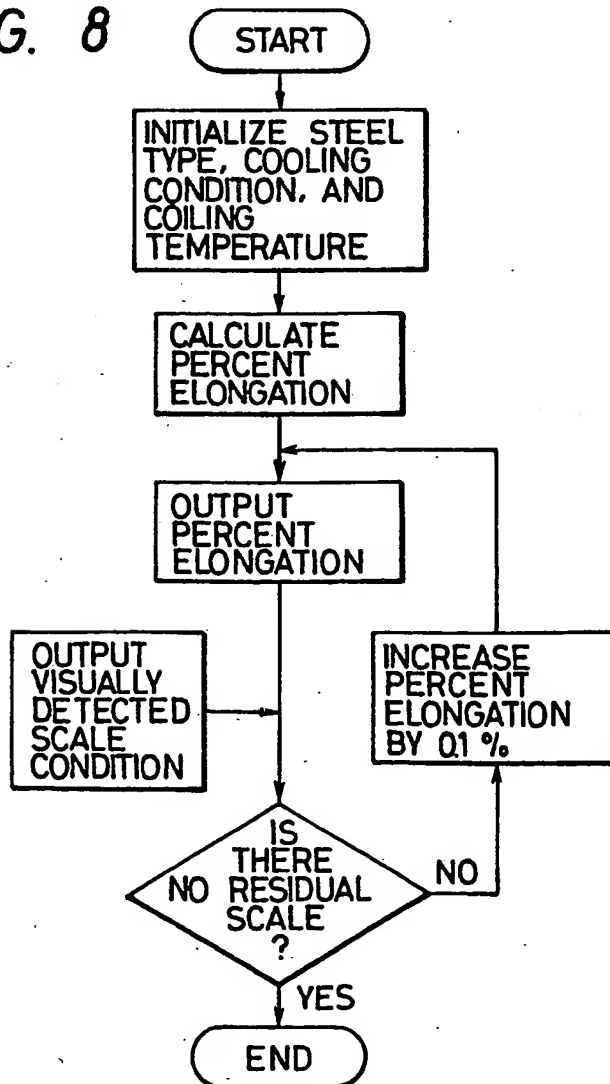 G. 8
START
INITIALIZE STEEL
TYPE, COOLING
CONDITION, AND
COILING
TEMPERATURE
CALCULATE
PERCENT
ELONGATION
OUTPUT
PERCENT
ELONGATION
OUTPUT
VISUALLY
DETECTED
SCALE
CONDITION
INCREASE
PERCENT
ELONGATION
BY 0.1 %
IS
THERE
NO RESIDUAL
SCALE
?
NO
YES
END